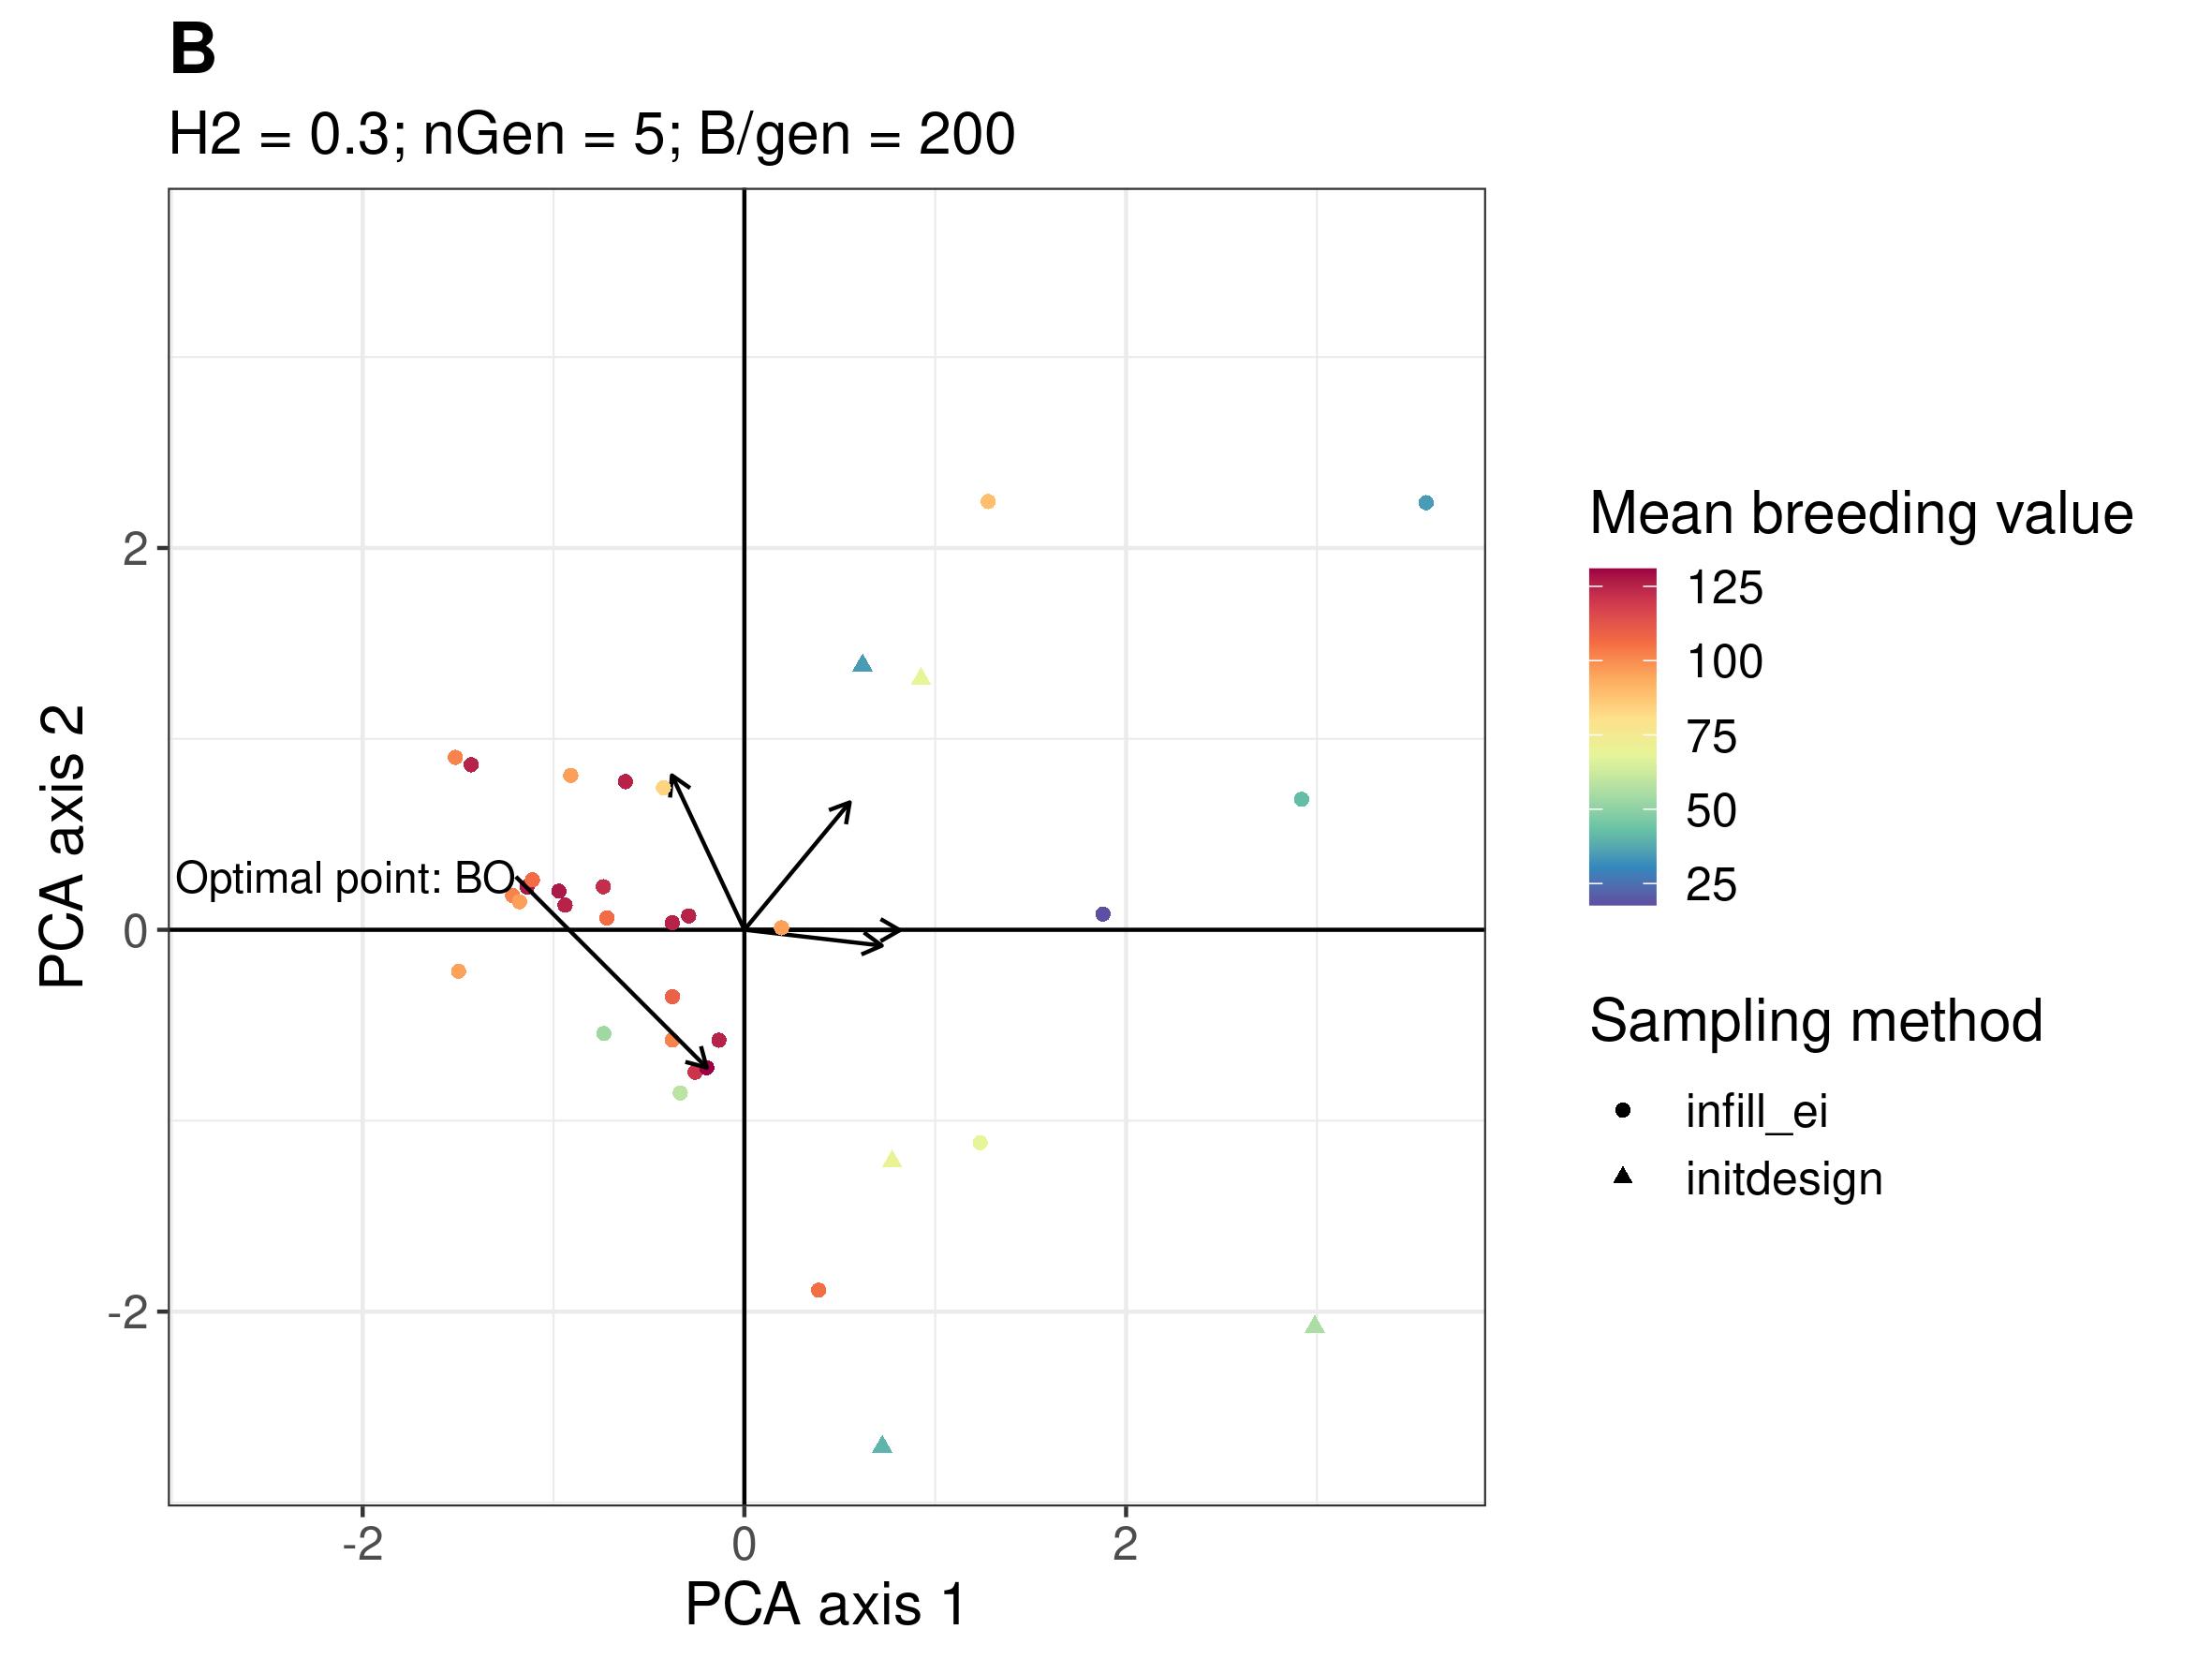 B
H2 = 0.3; nGen = 5; B/gen = 200
PCA axis 2
2
0
-2
Optimal point: BO
-2
0
2
PCA axis 1
Mean breeding value
125
100
75
50
25
Sampling method
infill_ei
initdesign